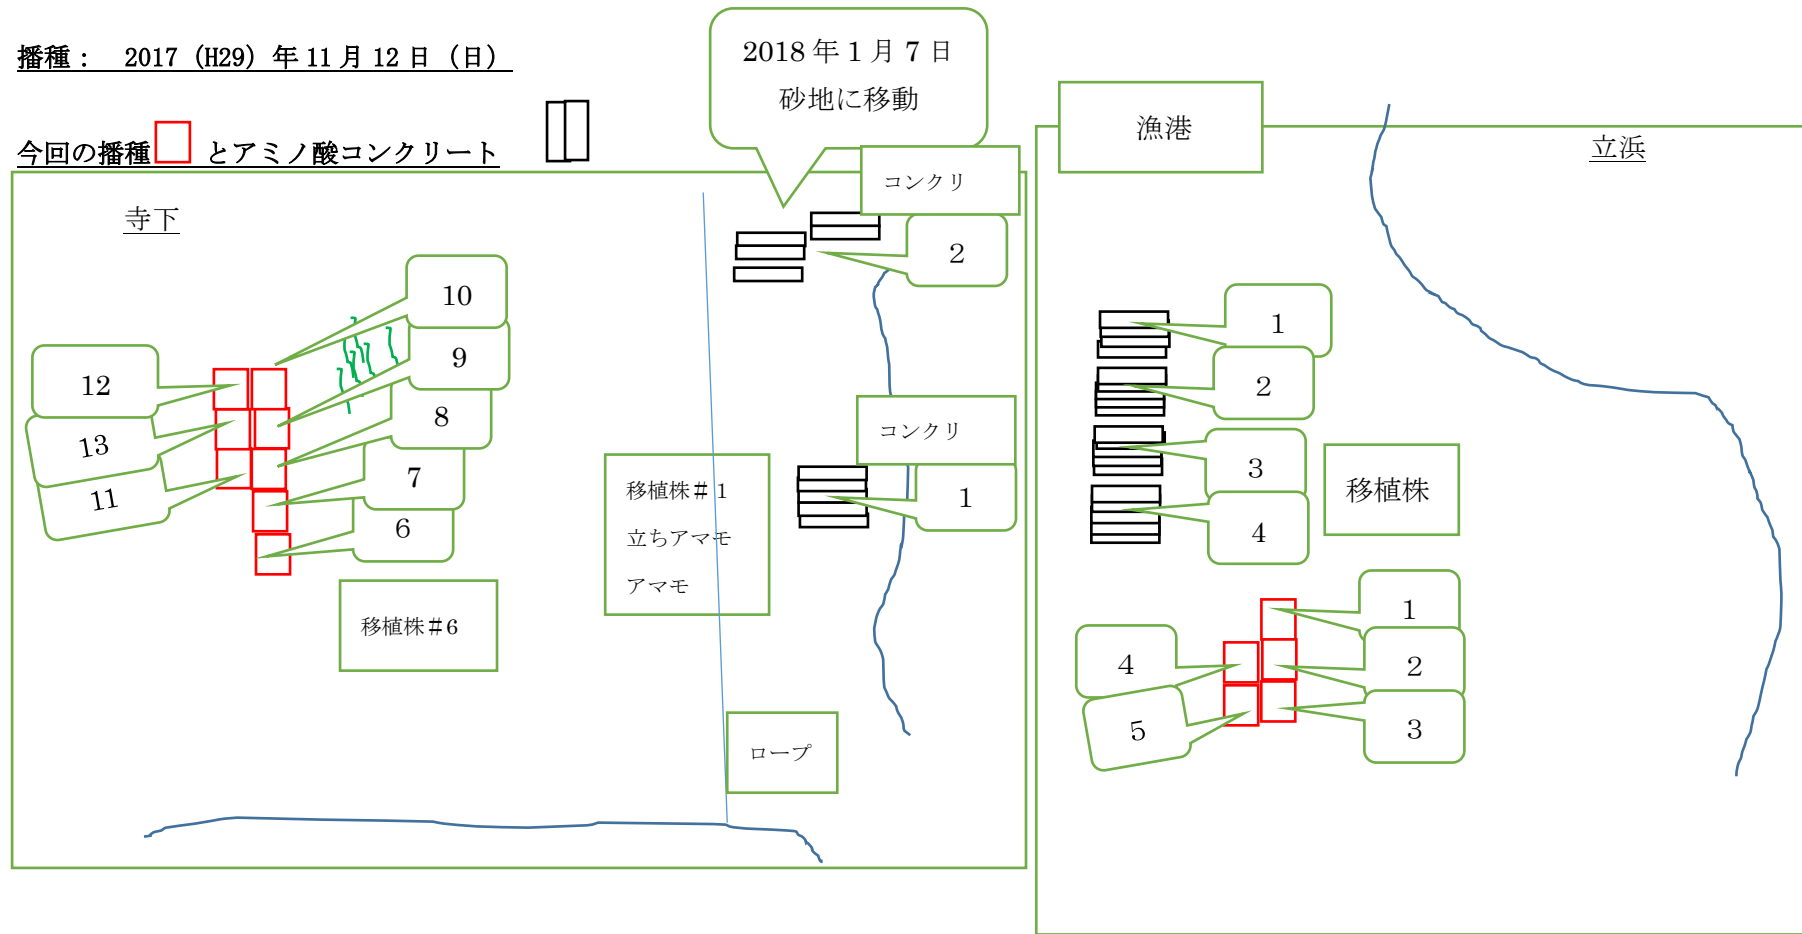 播種： 2017（H29）年 11 月 12 日（日）
今回の播種 とアミノ酸コンクリート
2018 年 1 月 7 日
砂地に移動
寺下
コンクリ
2
10
9
8
7
6
12
13
11
移植株＃6
移植株＃1
立ちアマモ
アマモ
コンクリ
1
ロープ
漁港
立浜
1
2
3
4
移植株
1
2
3
4
5